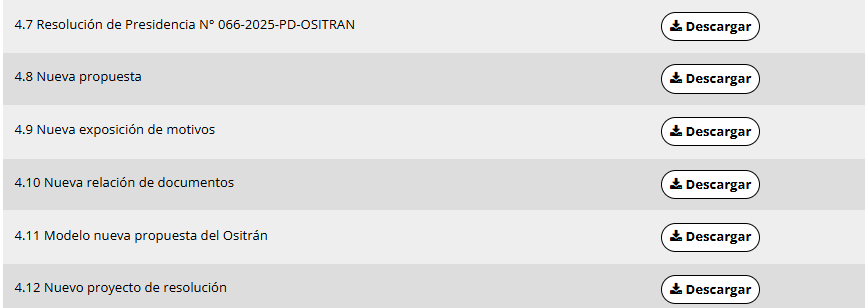 4.7 Resolución de Presidencia N° 066-2025-PD-OSITRAN Descargar
4.8 Nueva propuesta Descargar
4.9 Nueva exposición de motivos Descargar
4.10 Nueva relación de documentos Descargar
4.11 Modelo nueva propuesta del Ositrán Descargar
4.12 Nuevo proyecto de resolución Descargar